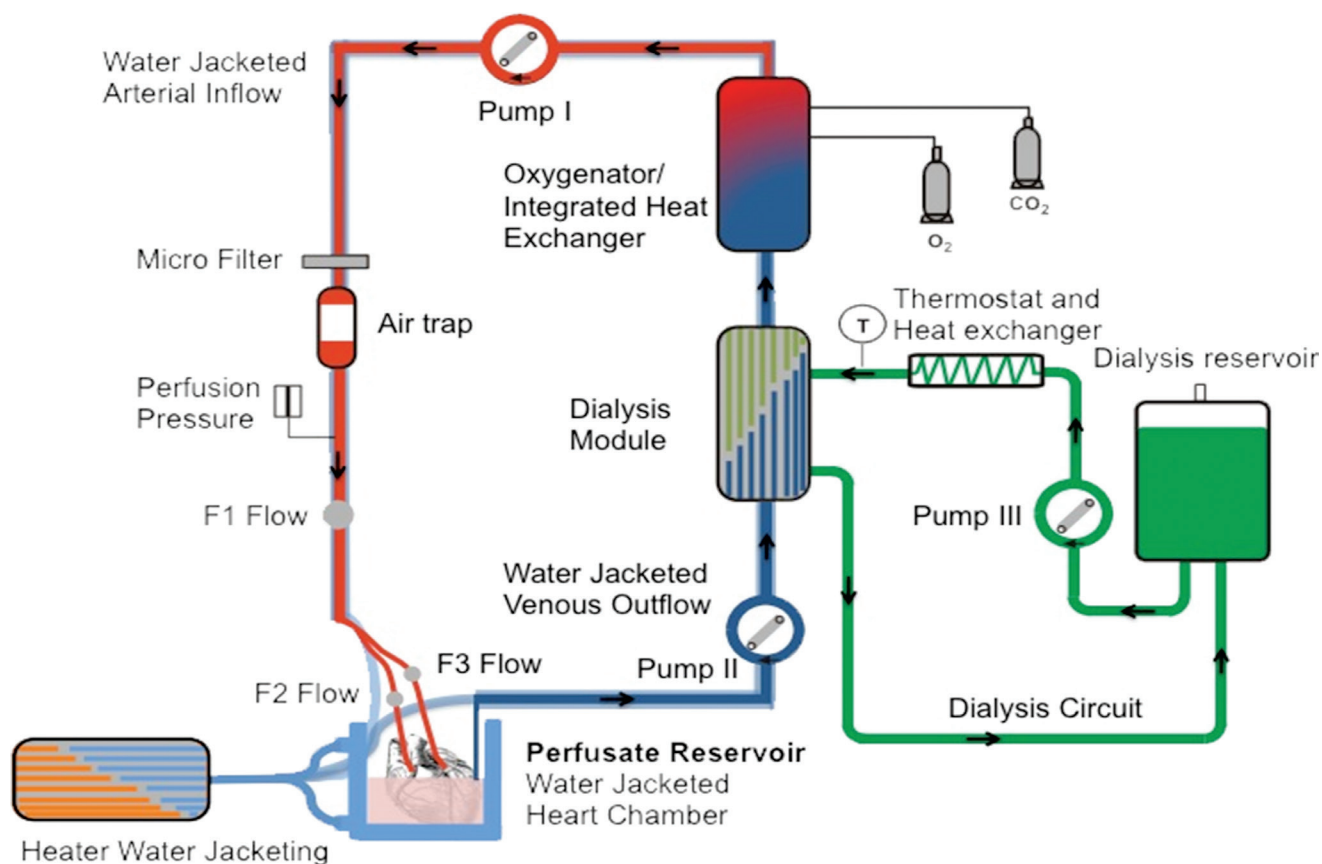 Water Jacketed
Arterial Inflow
Pump I
Oxygenator/
Integrated Heat
Exchanger
CO₂
O₂
Micro Filter
Air trap
Thermostat and
Heat exchanger
T
Dialysis reservoir
Perfusion
Pressure
Dialysis
Module
F1 Flow
Pump III
Water Jacketed
Venous Outflow
F3 Flow
Pump II
F2 Flow
Dialysis Circuit
Perfusate Reservoir
Water Jacketed
Heart Chamber
Heater Water Jacketing